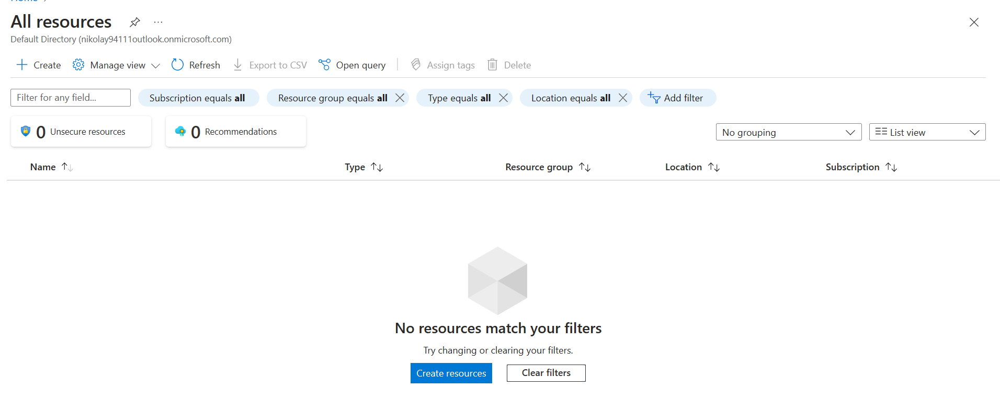 Home
All resources
Default Directory (nikolay94111outlook.onmicrosoft.com)
Create Manage view Refresh Export to CSV Open query Assign tags Delete
Filter for any field... Subscription equals all Resource group equals all Type equals all Location equals all Add filter
0 Unsecure resources 0 Recommendations No grouping List view
Name Type Resource group Location Subscription
No resources match your filters
Try changing or clearing your filters.
Create resources Clear filters